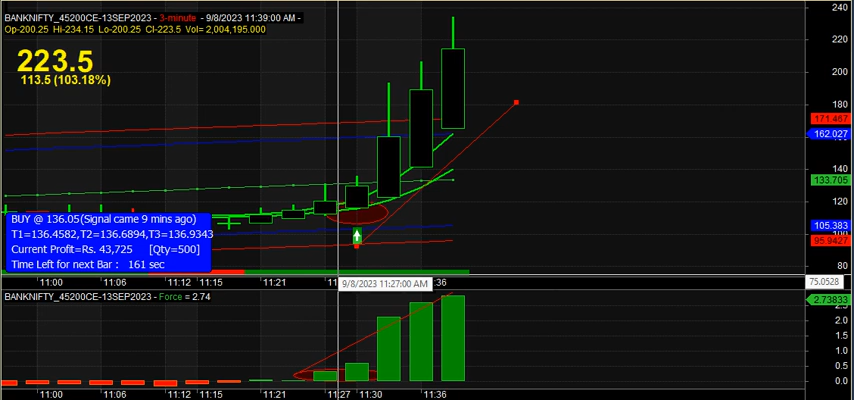 BANKNIFTY_45200CE-13SEP2023 - 3-minute - 9/8/2023 11:39:00 AM -
Op-200.25 Hi-234.15 Lo-200.25 Cl-223.5 Vol= 2,004,195.000
223.5
113.5 (103.18%)
240
220
200
180
171.467
162.027
140
133.705
120
105.383
100
95.9427
80
75.0528
BUY @ 136.05(Signal came 9 mins ago)
T1=136.4582,T2=136.6894,T3=136.9343
Current Profit=Rs. 43,725 [Qty=500]
Time Left for next Bar : 161 sec
11:00 11:06 11:12 11:15 11:21 9/8/2023 11:27:00 AM :36
BANKNIFTY_45200CE-13SEP2023 - Force = 2.74
2.73833
2.5
2.0
1.5
1.0
0.5
0.0
11:00 11:06 11:12 11:15 11:21 11:27 11:30 11:36